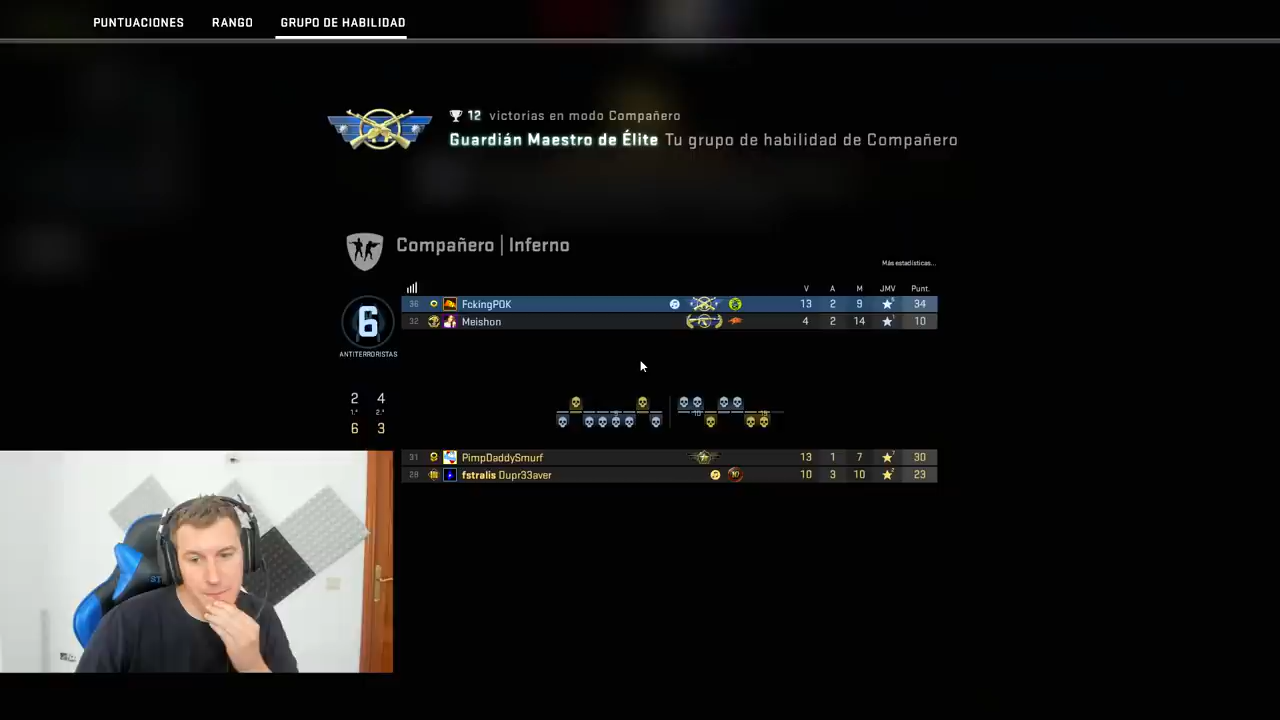 PUNTUACIONES RANGO GRUPO DE HABILIDAD
12 victorias en modo Compañero
Guardián Maestro de Élite Tu grupo de habilidad de Compañero
Compañero | Inferno
Más estadísticas...
V A M JMV Punt.
36 FckingPOK 13 2 9 34
32 Meishon 4 2 14 10
6
ANTITERRORISTAS
2 4
1.ª 2.ª
6 3
31 PimpDaddySmurf 13 1 7 30
28 fstralis Dupr33aver 10 3 10 23